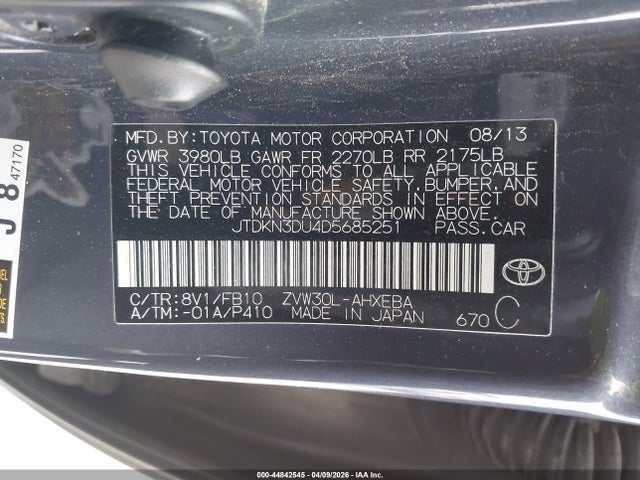 MFD.BY:TOYOTA MOTOR CORPORATION 08/13
GVWR 3980LB GAWR FR 2270LB RR 2175LB
THIS VEHICLE CONFORMS TO ALL APPLICABLE
FEDERAL MOTOR VEHICLE SAFETY,BUMPER,AND
THEFT PREVENTION STANDARDS IN EFFECT ON
THE DATE OF MANUFACTURE SHOWN ABOVE.
JTDKN3DU4D5685251 PASS.CAR
C/TR:8V1/FB10 ZVW30L-AHXEBA
A/TM:-01A/P410 MADE IN JAPAN 670 C
TOYOTA
8
47170
000-44842545 - 04/09/2026 - IAA Inc.